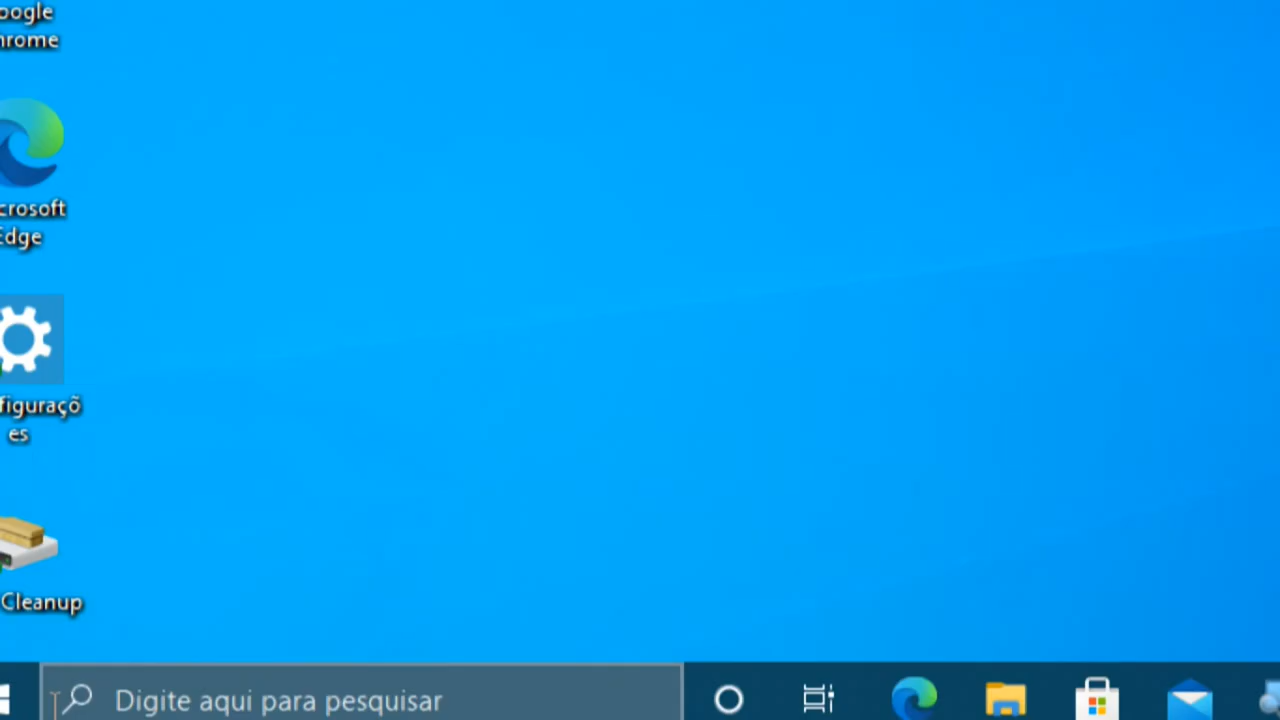 oogle
hrome
crosoft
Edge
figuraçõ
es
Cleanup
Digite aqui para pesquisar